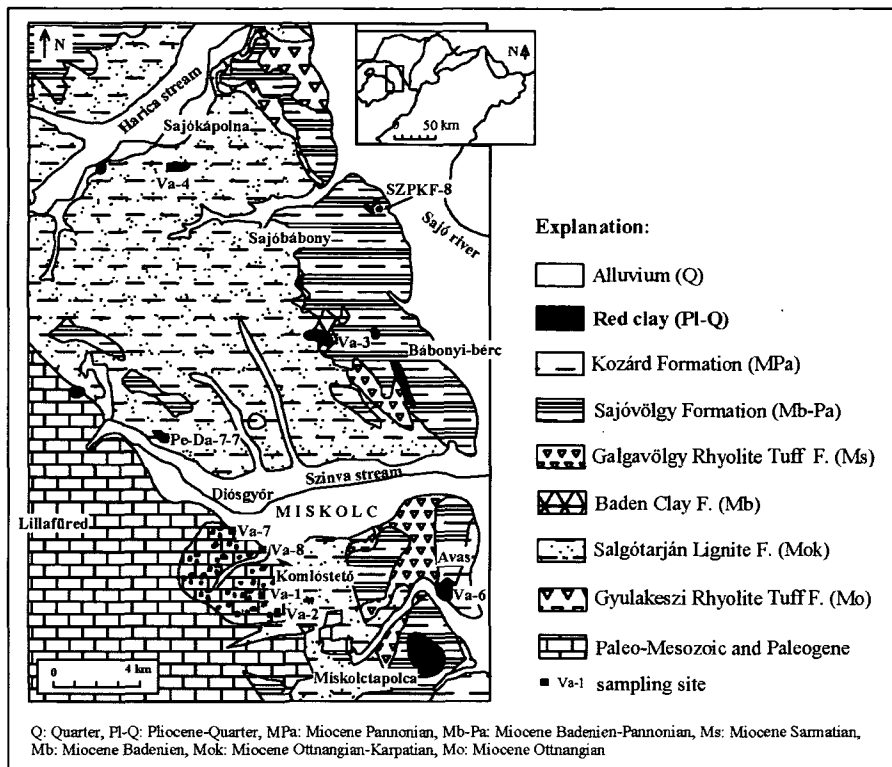 N
Harica stream
Sajókápolna
Va-4
N
0 50 km
SZPKF-8
Sajó river
Sajóbábony
Va-3
Bábonyi-bérc
Pe-Da-7-7
Szinva stream
Diósgyőr
MISKOLC
Lillafüred
Va-7
Va-8
Avas
Komlóstető
Va-1
Va-6
Va-2
0 4 km
Miskolctapolca
Explanation:
Alluvium (Q)
Red clay (Pl-Q)
Kozárd Formation (MPa)
Sajóvölgy Formation (Mb-Pa)
Galgavölgy Rhyolite Tuff F. (Ms)
Baden Clay F. (Mb)
Salgótarján Lignite F. (Mok)
Gyulakeszi Rhyolite Tuff F. (Mo)
Paleo-Mesozoic and Paleogene
Va-1 sampling site
Q: Quarter, Pl-Q: Pliocene-Quarter, MPa: Miocene Pannonian, Mb-Pa: Miocene Badenien-Pannonian, Ms: Miocene Sarmatian,
Mb: Miocene Badenien, Mok: Miocene Ottnangian-Karpatian, Mo: Miocene Ottnangian